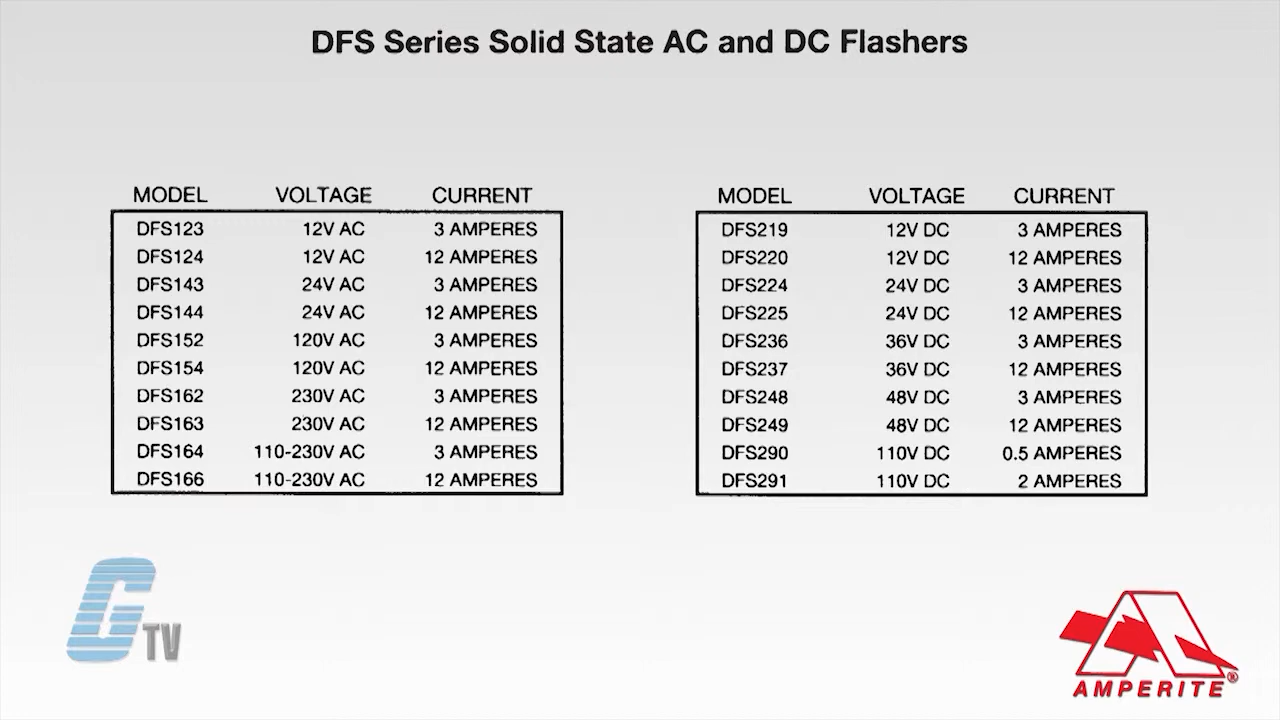 DFS Series Solid State AC and DC Flashers
MODEL VOLTAGE CURRENT
DFS123 12V AC 3 AMPERES
DFS124 12V AC 12 AMPERES
DFS143 24V AC 3 AMPERES
DFS144 24V AC 12 AMPERES
DFS152 120V AC 3 AMPERES
DFS154 120V AC 12 AMPERES
DFS162 230V AC 3 AMPERES
DFS163 230V AC 12 AMPERES
DFS164 110-230V AC 3 AMPERES
DFS166 110-230V AC 12 AMPERES
MODEL VOLTAGE CURRENT
DFS219 12V DC 3 AMPERES
DFS220 12V DC 12 AMPERES
DFS224 24V DC 3 AMPERES
DFS225 24V DC 12 AMPERES
DFS236 36V DC 3 AMPERES
DFS237 36V DC 12 AMPERES
DFS248 48V DC 3 AMPERES
DFS249 48V DC 12 AMPERES
DFS290 110V DC 0.5 AMPERES
DFS291 110V DC 2 AMPERES
G TV
AMPERITE®